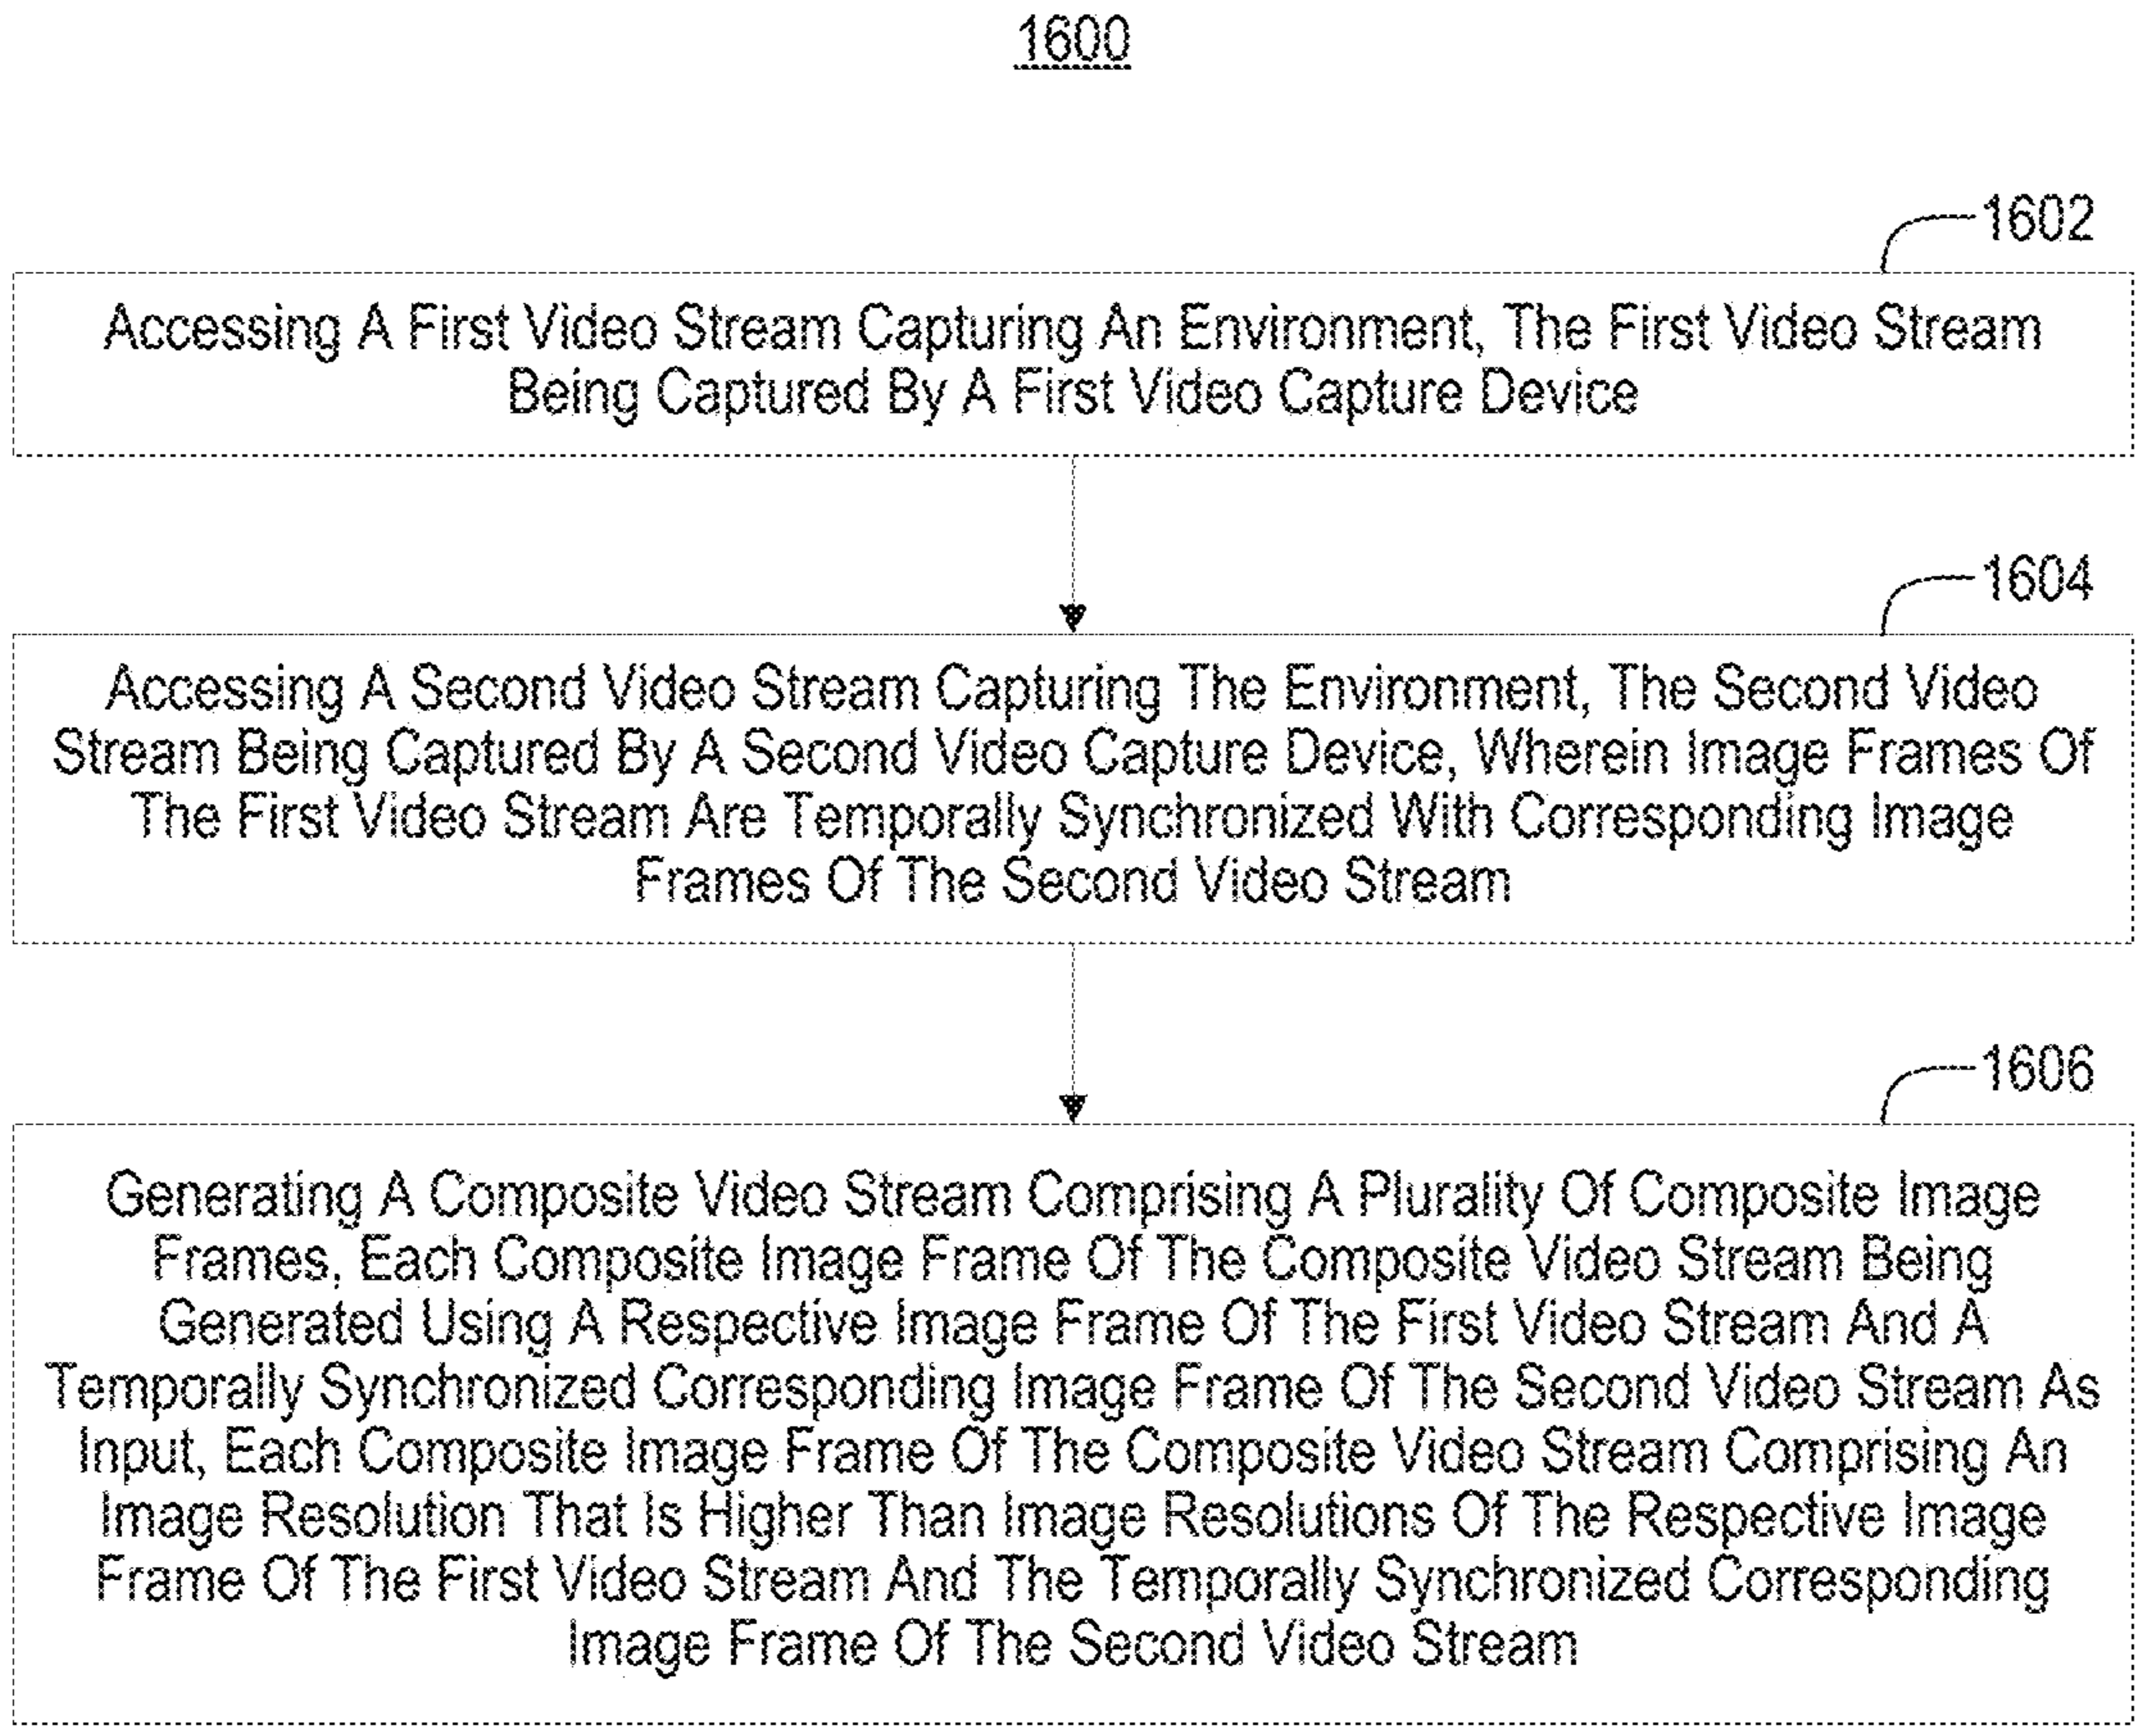 1600
1602
Accessing A First Video Stream Capturing An Environment, The First Video Stream
Being Captured By A First Video Capture Device
1604
Accessing A Second Video Stream Capturing The Environment, The Second Video
Stream Being Captured By A Second Video Capture Device, Wherein Image Frames Of
The First Video Stream Are Temporally Synchronized With Corresponding Image
Frames Of The Second Video Stream
1606
Generating A Composite Video Stream Comprising A Plurality Of Composite Image
Frames, Each Composite Image Frame Of The Composite Video Stream Being
Generated Using A Respective Image Frame Of The First Video Stream And A
Temporally Synchronized Corresponding Image Frame Of The Second Video Stream As
Input, Each Composite Image Frame Of The Composite Video Stream Comprising An
Image Resolution That Is Higher Than Image Resolutions Of The Respective Image
Frame Of The First Video Stream And The Temporally Synchronized Corresponding
Image Frame Of The Second Video Stream